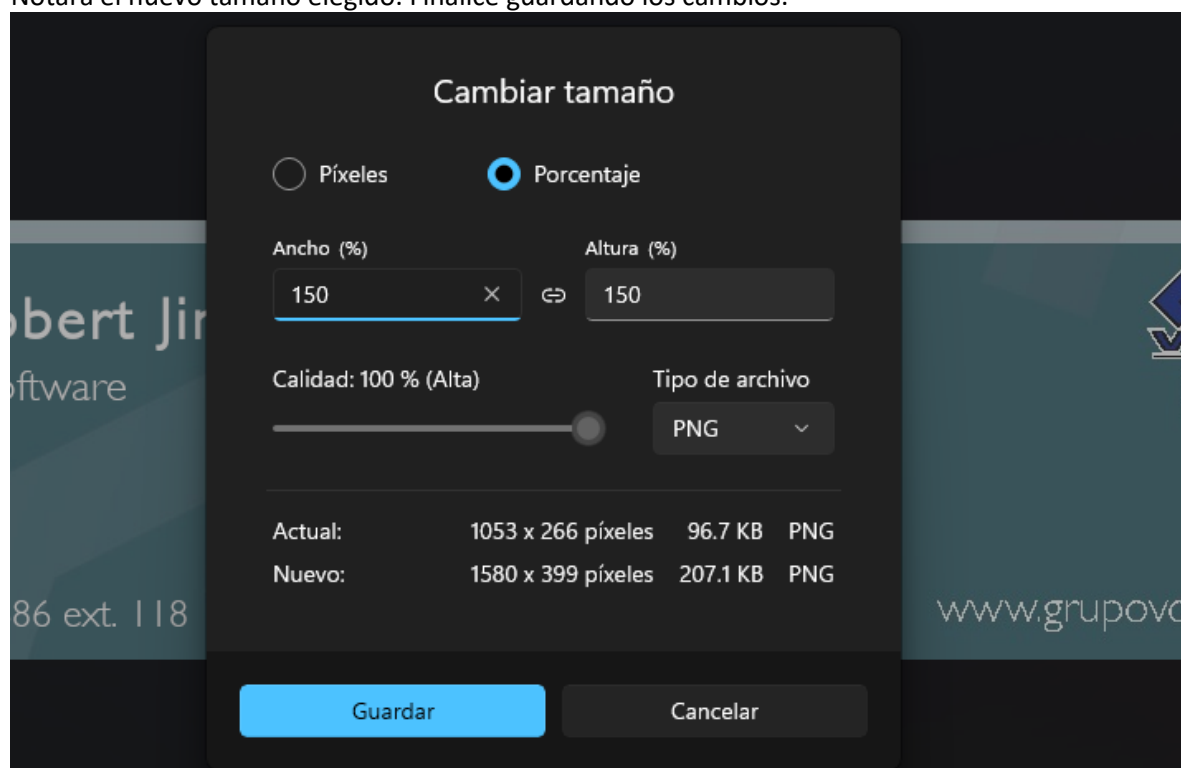 Notará el nuevo tamaño elegido. Finalice guardando los cambios.
Cambiar tamaño
Píxeles Porcentaje
Ancho (%) Altura (%)
150 150
obert Jir
oftware
Calidad: 100 % (Alta) Tipo de archivo
PNG
Actual: 1053 x 266 píxeles 96.7 KB PNG
Nuevo: 1580 x 399 píxeles 207.1 KB PNG
86 ext. 118 www.grupovo
Guardar Cancelar